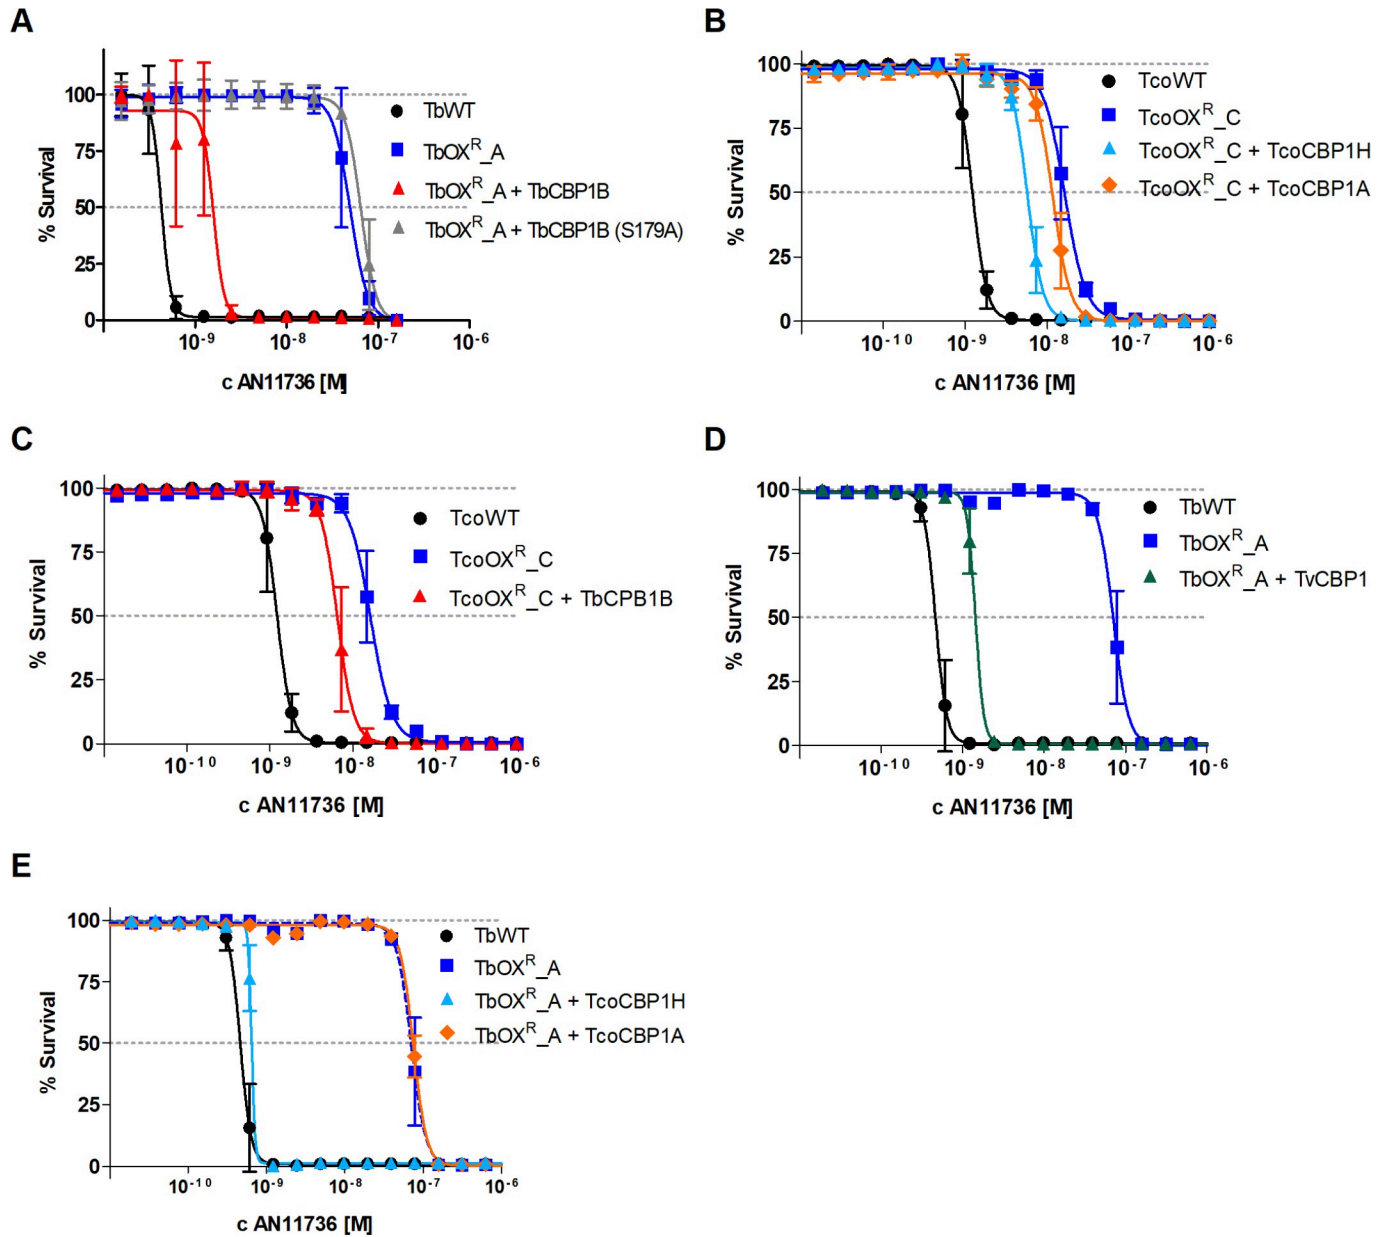 A
% Survival
100
75
50
25
0
10-9
10-8
10-7
10-6
c AN11736 [M]
TbWT
TbOXR_A
TbOXR_A + TbCBP1B
TbOXR_A + TbCBP1B (S179A)
B
% Survival
100
75
50
25
0
10-10
10-9
10-8
10-7
10-6
c AN11736 [M]
TcoWT
TcoOXR_C
TcoOXR_C + TcoCBP1H
TcoOXR_C + TcoCBP1A
C
% Survival
100
75
50
25
0
10-10
10-9
10-8
10-7
10-6
c AN11736 [M]
TcoWT
TcoOXR_C
TcoOXR_C + TbCPB1B
D
% Survival
100
75
50
25
0
10-10
10-9
10-8
10-7
10-6
c AN11736 [M]
TbWT
TbOXR_A
TbOXR_A + TvCBP1
E
% Survival
100
75
50
25
0
10-10
10-9
10-8
10-7
10-6
c AN11736 [M]
TbWT
TbOXR_A
TbOXR_A + TcoCBP1H
TbOXR_A + TcoCBP1A